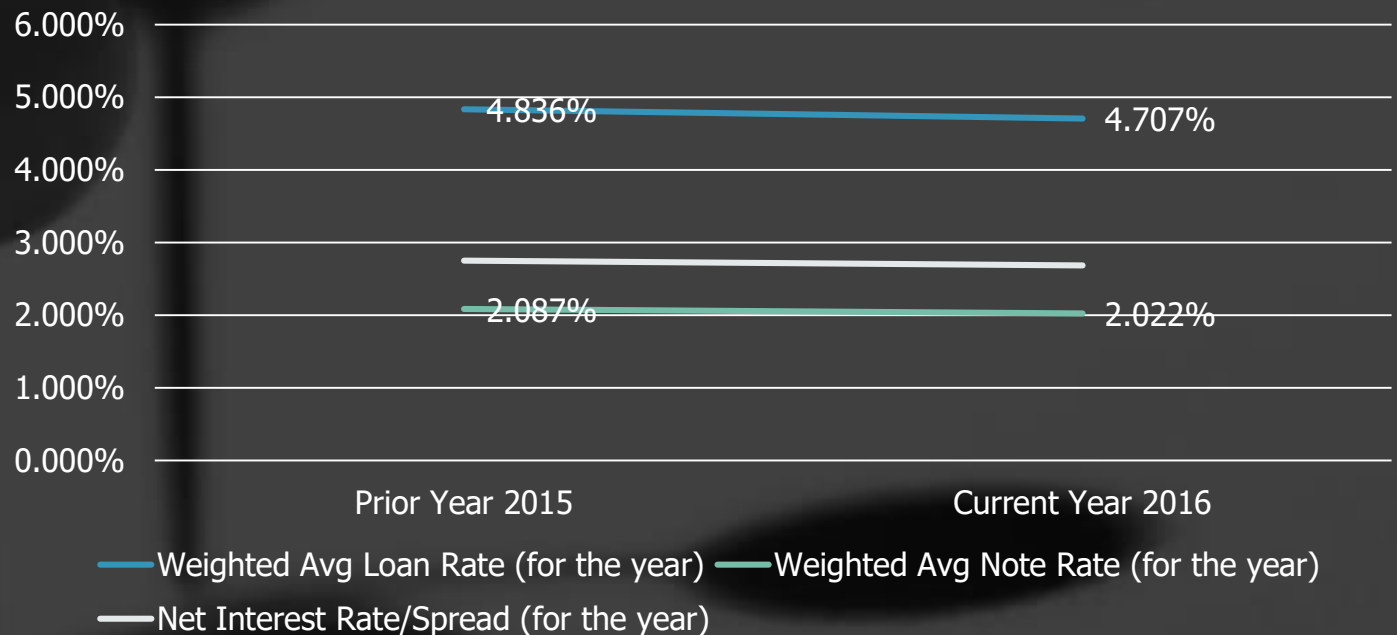 6.000%
5.000%
4.836%
4.707%
4.000%
3.000%
2.000%
2.087%
2.022%
1.000%
0.000%
Prior Year 2015
Current Year 2016
Weighted Avg Loan Rate (for the year)
Weighted Avg Note Rate (for the year)
Net Interest Rate/Spread (for the year)